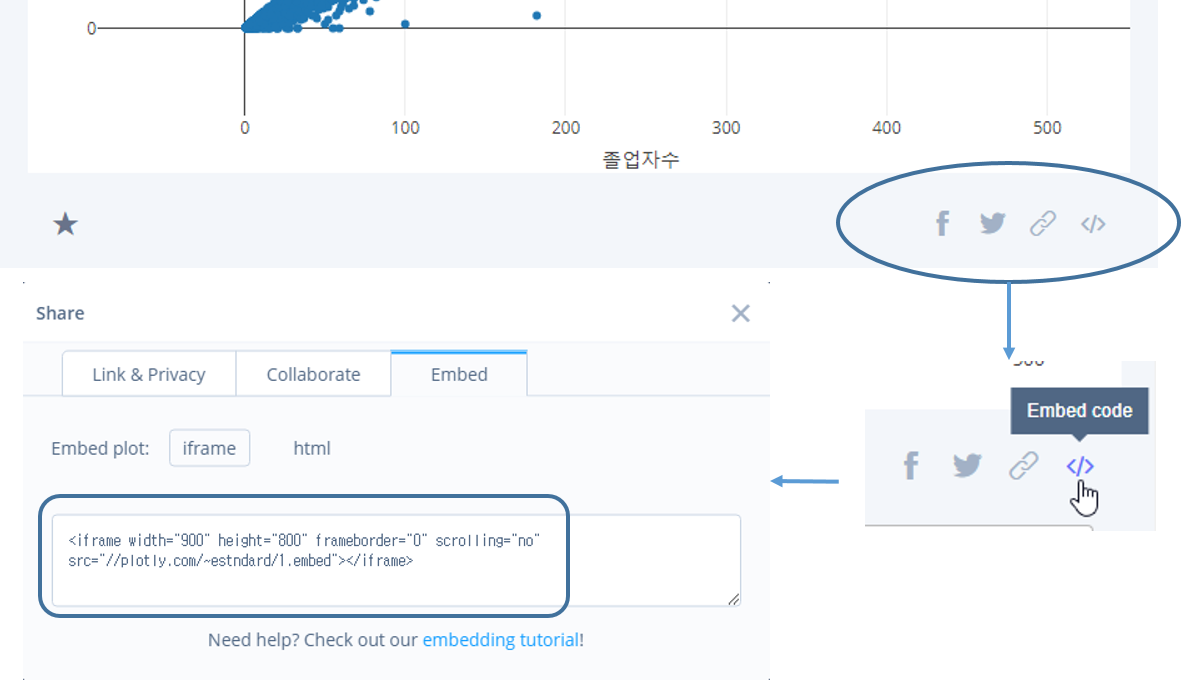 0
0 100 200 300 400 500
졸업자수
Share
Link & Privacy Collaborate Embed
Embed plot: iframe html
<iframe width="900" height="800" frameborder="0" scrolling="no"
src="//plotly.com/~estndard/1.embed"></iframe>
Need help? Check out our embedding tutorial!
Embed code